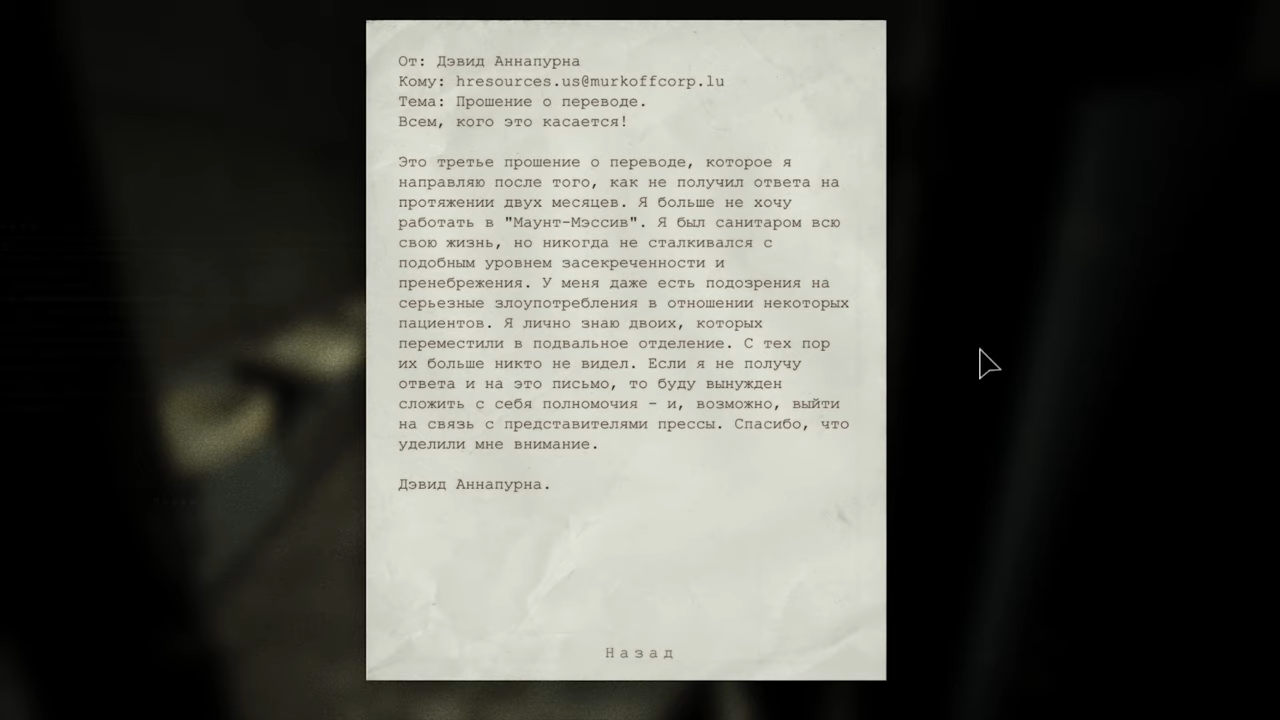 От: Дэвид Аннапурна
Кому: hresources.us@murkoffcorp.lu
Тема: Прошение о переводе.
Всем, кого это касается!
Это третье прошение о переводе, которое я
направляю после того, как не получил ответа на
протяжении двух месяцев. Я больше не хочу
работать в "Маунт-Мэссив". Я был санитаром всю
свою жизнь, но никогда не сталкивался с
подобным уровнем засекреченности и
пренебрежения. У меня даже есть подозрения на
серьезные злоупотребления в отношении некоторых
пациентов. Я лично знаю двоих, которых
переместили в подвальное отделение. С тех пор
их больше никто не видел. Если я не получу
ответа и на это письмо, то буду вынужден
сложить с себя полномочия - и, возможно, выйти
на связь с представителями прессы. Спасибо, что
уделили мне внимание.
Дэвид Аннапурна.
Назад